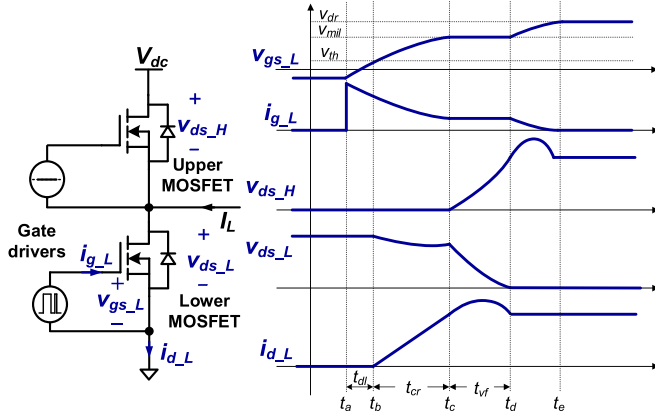 V_dc
+
v_ds_H
−
Upper
MOSFET
I_L
Gate
drivers
i_g_L
+
v_gs_L
−
+
v_ds_L
−
Lower
MOSFET
i_d_L
v_dr
v_mil
v_th
v_gs_L
i_g_L
v_ds_H
v_ds_L
i_d_L
t_dl
t_cr
t_vf
t_a
t_b
t_c
t_d
t_e